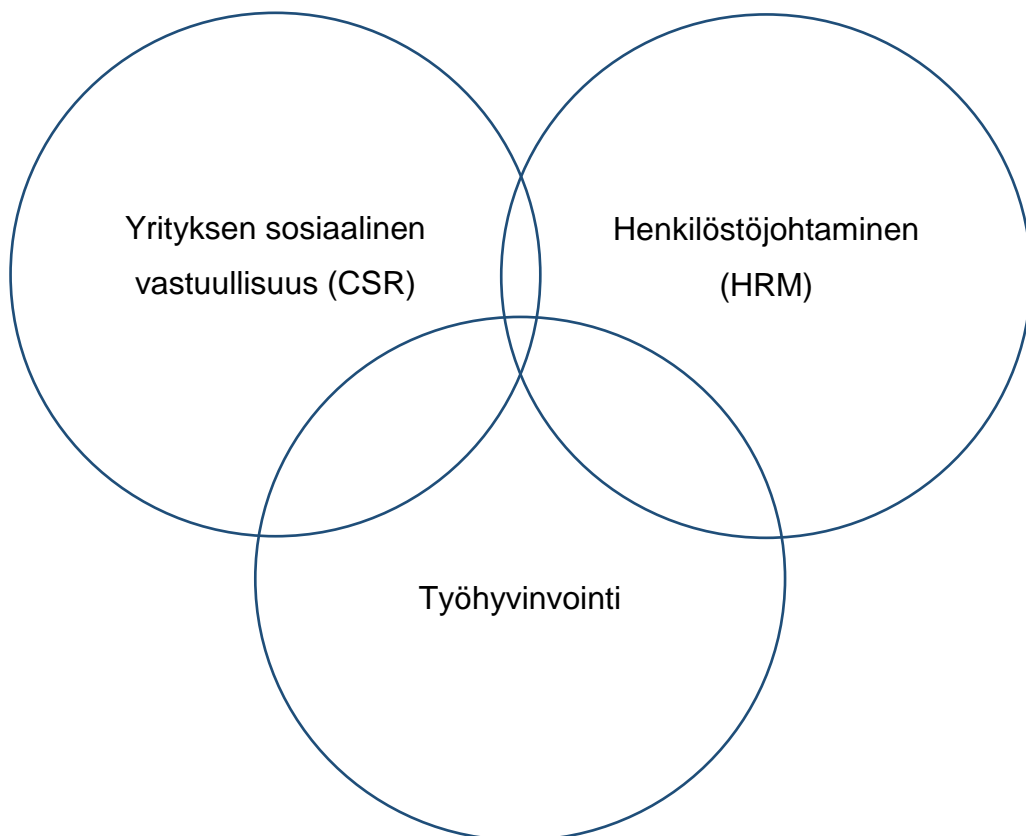 Yrityksen sosiaalinen
vastuullisuus (CSR)
Henkilöstöjohtaminen
(HRM)
Työhyvinvointi